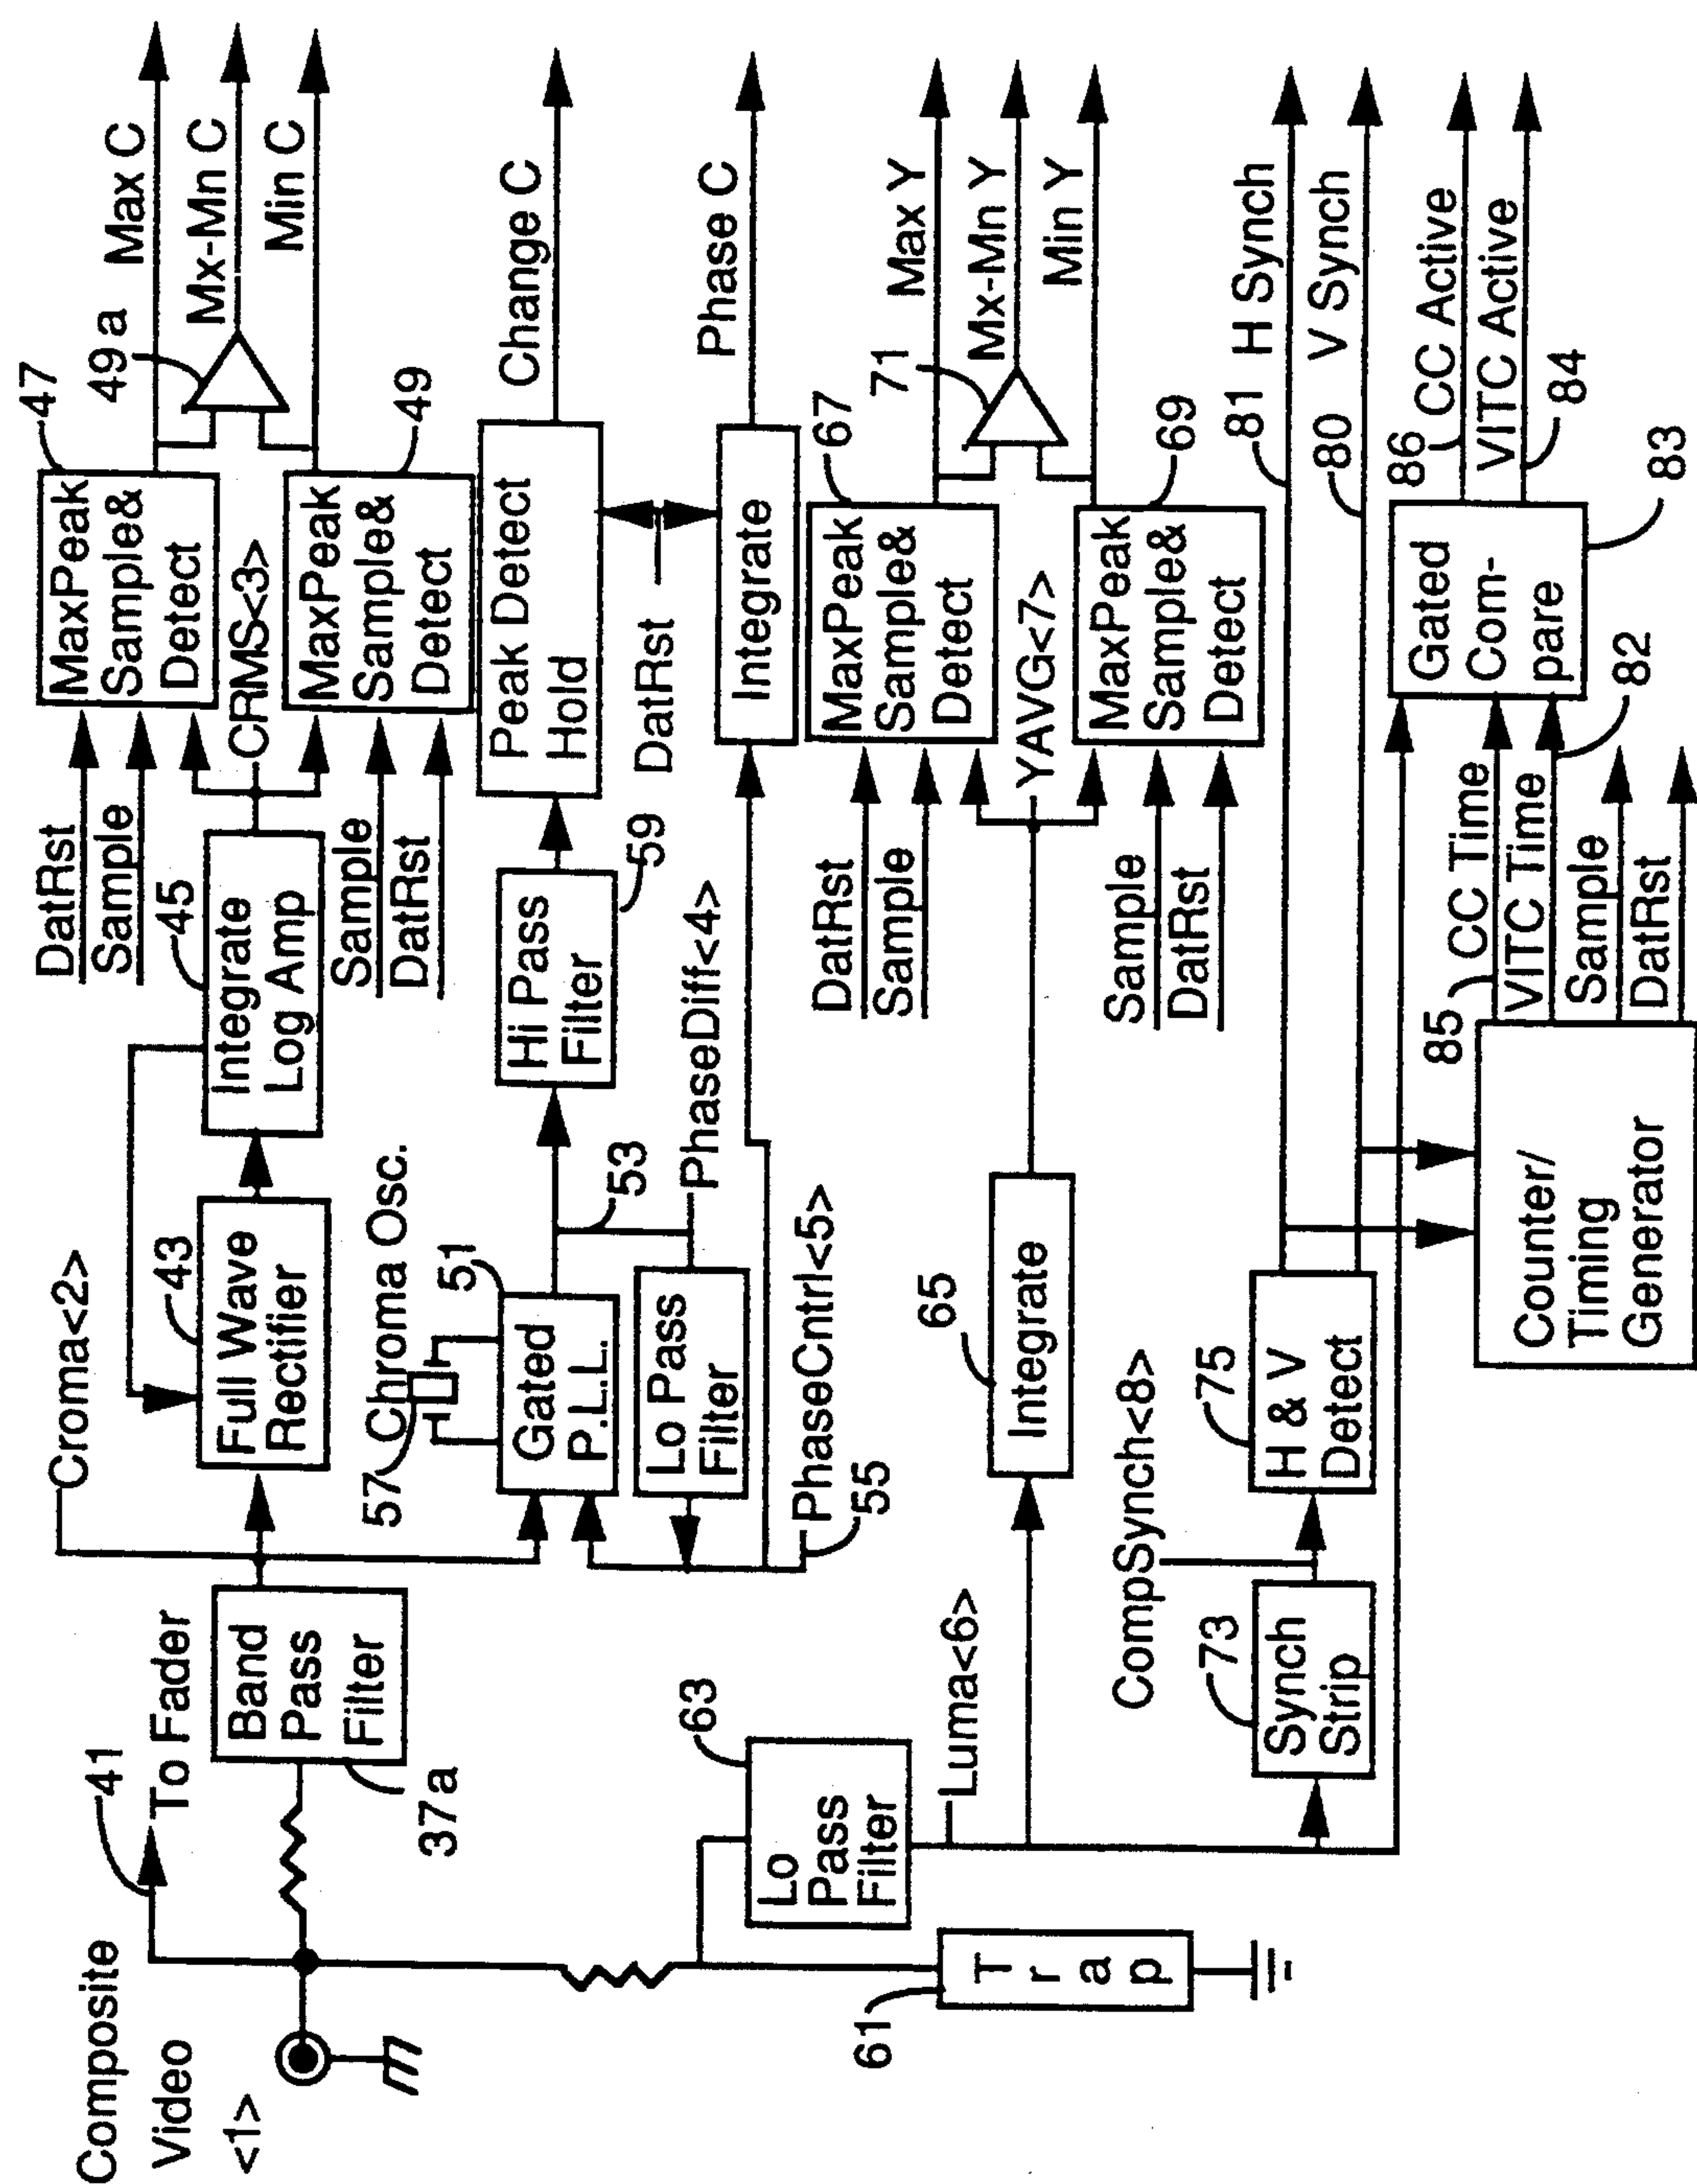 Composite
Video
<1>
41
To Fader
Band
Pass
Filter
37a
Croma<2>
43
Full Wave
Rectifier
45
Integrate
Log Amp
DatRst
Sample
CRMS<3>
Sample
DatRst
47
MaxPeak
Sample&
Detect
49
MaxPeak
Sample&
Detect
49a
Max C
Mx-Mn C
Min C
57
Chroma Osc.
51
Gated
P.L.L.
53
Lo Pass
Filter
PhaseDiff<4>
PhaseCntrl<5>
55
Hi Pass
Filter
59
Peak Detect
Hold
Change C
DatRst
Integrate
Phase C
61
Trap
63
Lo
Pass
Filter
Luma<6>
65
Integrate
DatRst
Sample
YAVG<7>
Sample
DatRst
67
MaxPeak
Sample&
Detect
69
MaxPeak
Sample&
Detect
71
Max Y
Mx-Mn Y
Min Y
73
Synch
Strip
CompSynch<8>
75
H & V
Detect
81
H Synch
80
V Synch
Counter/
Timing
Generator
85
CC Time
VITC Time
82
Sample
DatRst
Gated
Com-
pare
83
86
CC Active
VITC Active
84